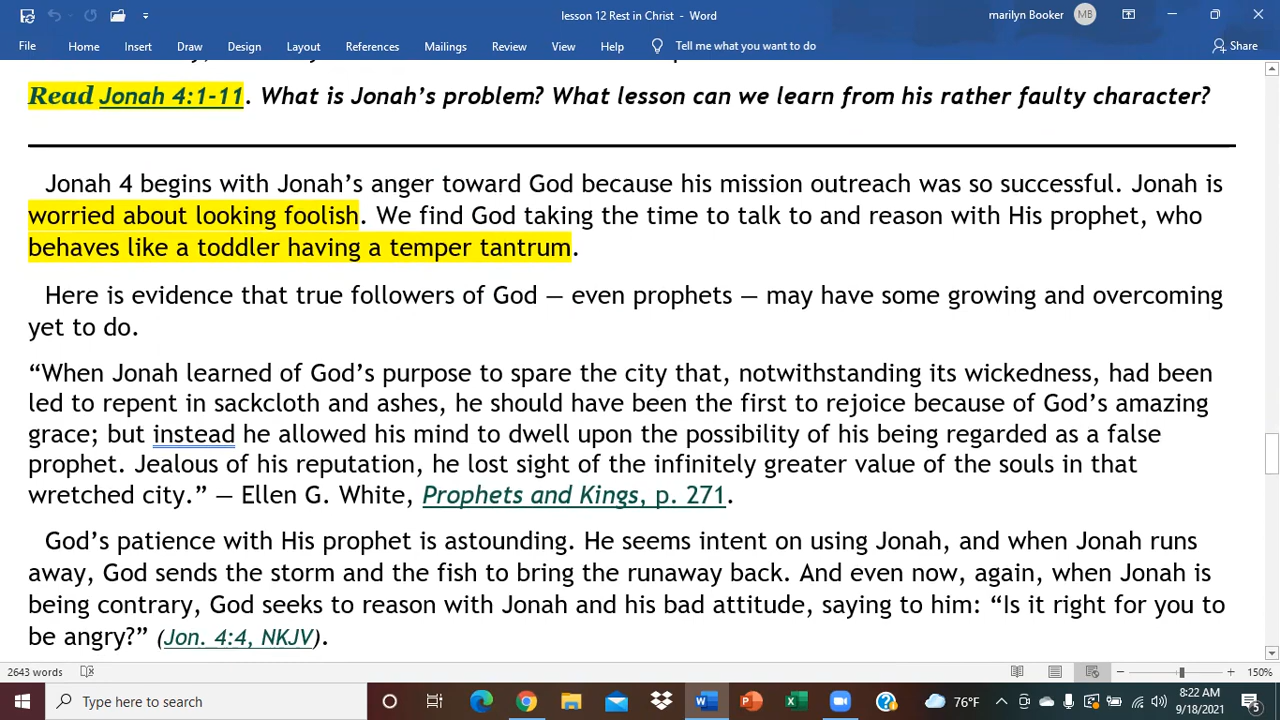 lesson 12 Rest in Christ - Word
marilyn Booker MB
File Home Insert Draw Design Layout References Mailings Review View Help Tell me what you want to do Share
Read Jonah 4:1-11. What is Jonah's problem? What lesson can we learn from his rather faulty character?
Jonah 4 begins with Jonah's anger toward God because his mission outreach was so successful. Jonah is
worried about looking foolish. We find God taking the time to talk to and reason with His prophet, who
behaves like a toddler having a temper tantrum.
Here is evidence that true followers of God — even prophets — may have some growing and overcoming
yet to do.
“When Jonah learned of God's purpose to spare the city that, notwithstanding its wickedness, had been
led to repent in sackcloth and ashes, he should have been the first to rejoice because of God's amazing
grace; but instead he allowed his mind to dwell upon the possibility of his being regarded as a false
prophet. Jealous of his reputation, he lost sight of the infinitely greater value of the souls in that
wretched city.” — Ellen G. White, Prophets and Kings, p. 271.
God's patience with His prophet is astounding. He seems intent on using Jonah, and when Jonah runs
away, God sends the storm and the fish to bring the runaway back. And even now, again, when Jonah is
being contrary, God seeks to reason with Jonah and his bad attitude, saying to him: “Is it right for you to
be angry?” (Jon. 4:4, NKJV).
2643 words 150%
Type here to search 76°F 8:22 AM
9/18/2021 5